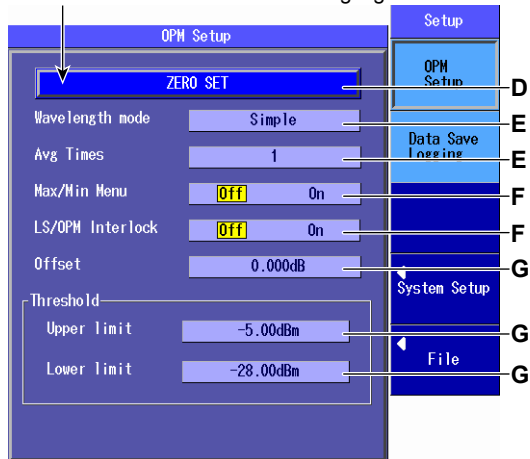 Setup
OPM Setup
OPM
Setup
ZERO SET
D
Wavelength mode
Simple
E
Data Save
Logging
Avg Times
1
E
Max/Min Menu
Off
On
F
LS/OPM Interlock
Off
On
F
Offset
0.000dB
G
System Setup
Threshold
Upper limit
-5.00dBm
G
File
Lower limit
-28.00dBm
G